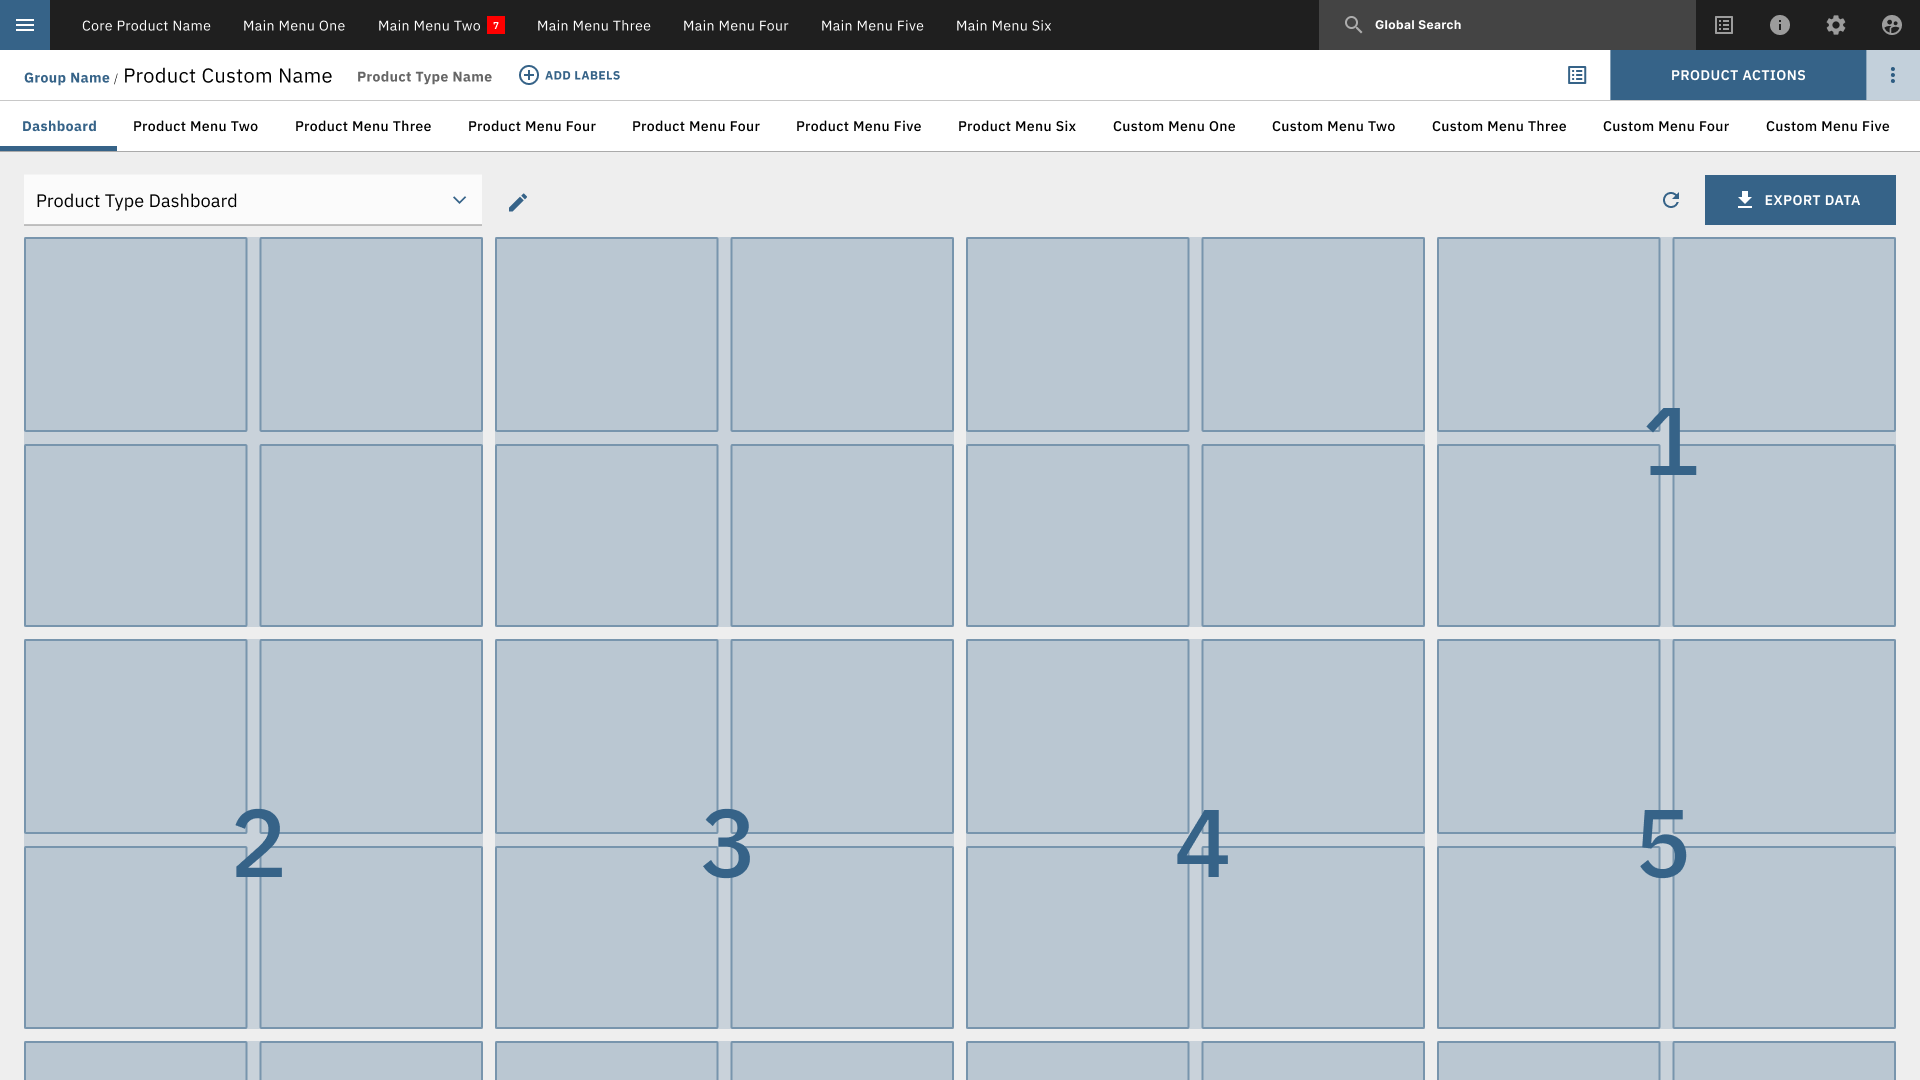 Core Product Name Main Menu One Main Menu Two 7 Main Menu Three Main Menu Four Main Menu Five Main Menu Six Global Search
Group Name / Product Custom Name Product Type Name ADD LABELS PRODUCT ACTIONS
Dashboard Product Menu Two Product Menu Three Product Menu Four Product Menu Four Product Menu Five Product Menu Six Custom Menu One Custom Menu Two Custom Menu Three Custom Menu Four Custom Menu Five
Product Type Dashboard EXPORT DATA
1
2 3 4 5